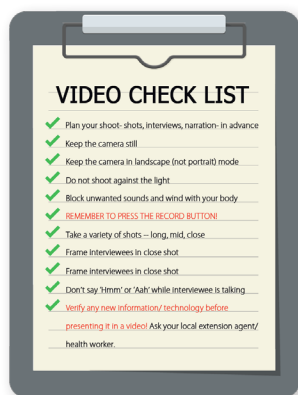 VIDEO CHECK LIST
Plan your shoot- shots, interviews, narration- in advance
Keep the camera still
Keep the camera in landscape (not portrait) mode
Do not shoot against the light
Block unwanted sounds and wind with your body
REMEMBER TO PRESS THE RECORD BUTTON!
Take a variety of shots -- long, mid, close
Frame Interviewees in close shot
Frame interviewees in close shot
Don't say 'Hmm' or 'Aah' while interviewee is talking
Verify any new information/ technology before
presenting it in a video! Ask your local extension agent/
health worker.